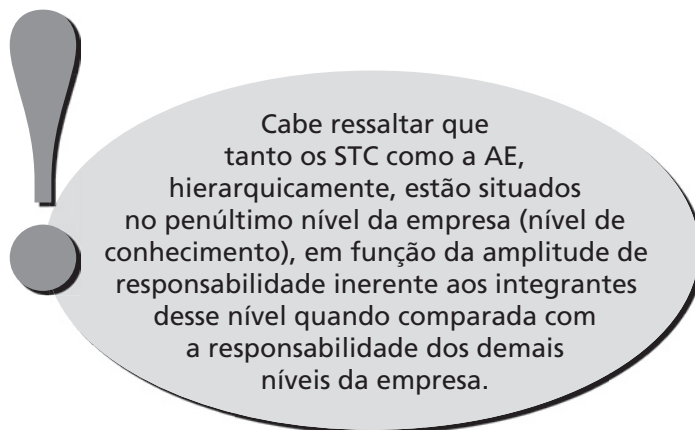 Cabe ressaltar que
tanto os STC como a AE,
hierarquicamente, estão situados
no penúltimo nível da empresa (nível de
conhecimento), em função da amplitude de
responsabilidade inerente aos integrantes
desse nível quando comparada com
a responsabilidade dos demais
níveis da empresa.